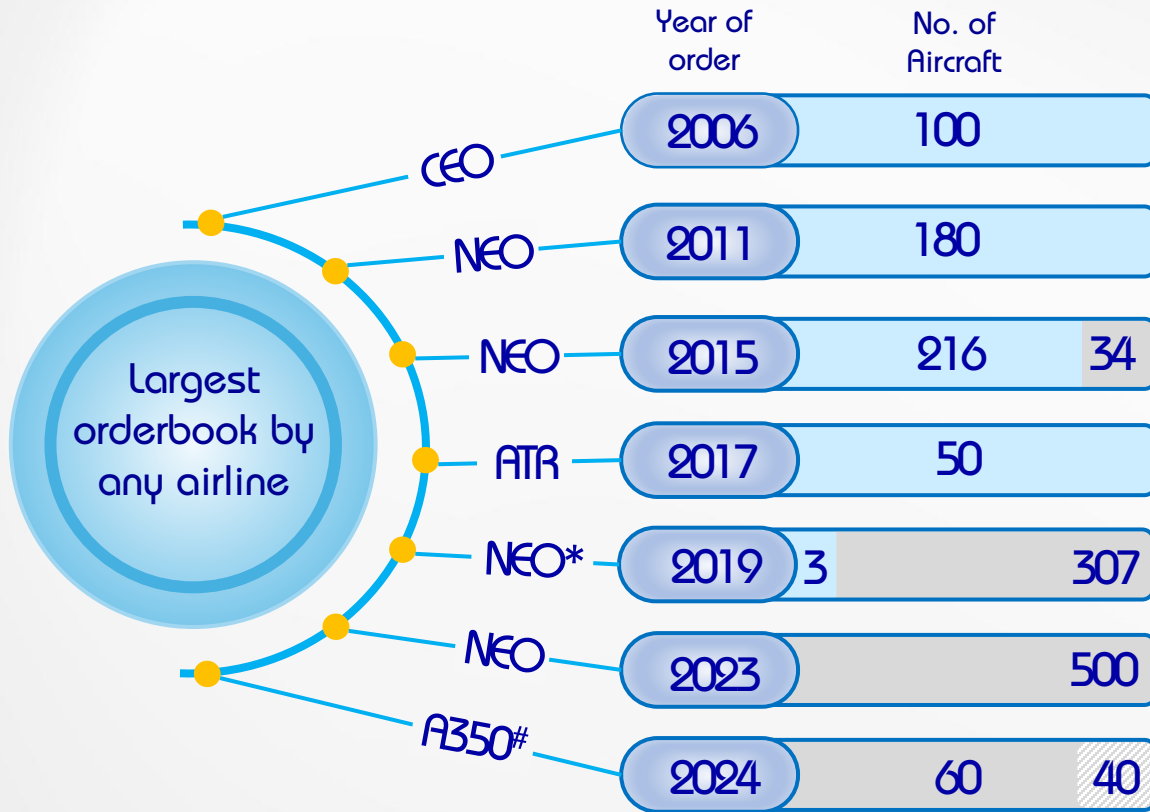 Year of
order
No. of
Aircraft
CEO 2006 100
NEO 2011 180
NEO 2015 216 34
Largest
orderbook by
any airline
ATR 2017 50
NEO* 2019 3 307
NEO 2023 500
A350# 2024 60 40